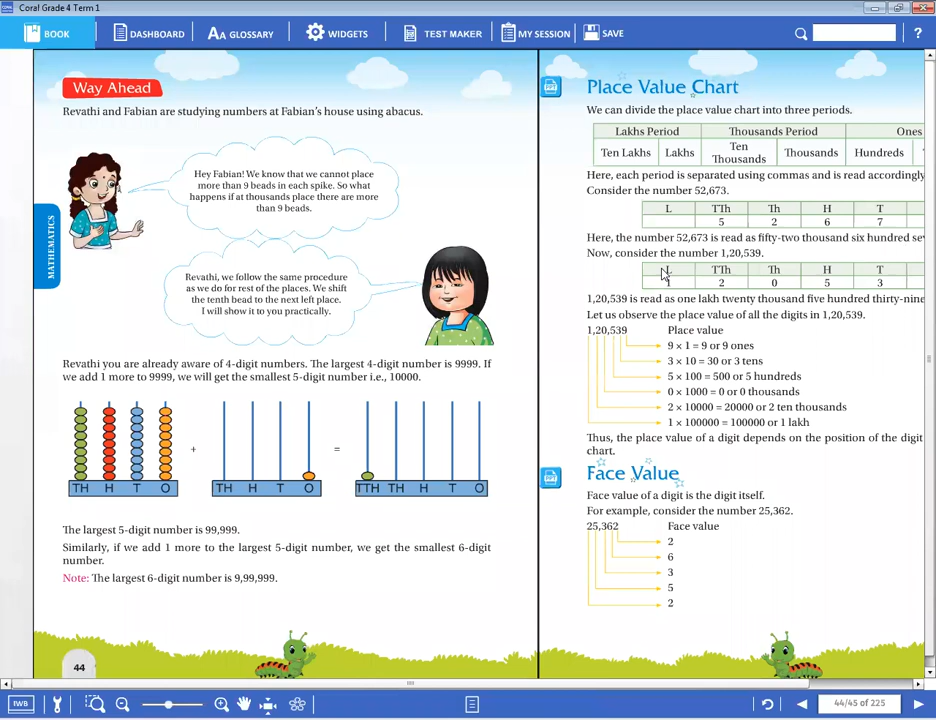 Coral Grade 4 Term 1
BOOK
DASHBOARD
AA GLOSSARY
WIDGETS
TEST MAKER
MY SESSION
SAVE
?
Way Ahead
Revathi and Fabian are studying numbers at Fabian's house using abacus.
Hey Fabian! We know that we cannot place
more than 9 beads in each spike. So what
happens if at thousands place there are more
than 9 beads.
MATHEMATICS
Revathi, we follow the same procedure
as we do for rest of the places. We shift
the tenth bead to the next left place.
I will show it to you practically.
Revathi you are already aware of 4-digit numbers. The largest 4-digit number is 9999. If
we add 1 more to 9999, we will get the smallest 5-digit number i.e., 10000.
+ =
TH H T O TH H T O TTH TH H T O
The largest 5-digit number is 99,999.
Similarly, if we add 1 more to the largest 5-digit number, we get the smallest 6-digit
number.
Note: The largest 6-digit number is 9,99,999.
44
PPT
Place Value Chart
We can divide the place value chart into three periods.
Lakhs Period Thousands Period Ones
Ten Lakhs Lakhs Ten Thousands Thousands Hundreds
Here, each period is separated using commas and is read accordingly
Consider the number 52,673.
L TTh Th H T
5 2 6 7
Here, the number 52,673 is read as fifty-two thousand six hundred sev
Now, consider the number 1,20,539.
L TTh Th H T
1 2 0 5 3
1,20,539 is read as one lakh twenty thousand five hundred thirty-nine
Let us observe the place value of all the digits in 1,20,539.
1,20,539 Place value
9 × 1 = 9 or 9 ones
3 × 10 = 30 or 3 tens
5 × 100 = 500 or 5 hundreds
0 × 1000 = 0 or 0 thousands
2 × 10000 = 20000 or 2 ten thousands
1 × 100000 = 100000 or 1 lakh
Thus, the place value of a digit depends on the position of the digit
chart.
PPT
Face Value
Face value of a digit is the digit itself.
For example, consider the number 25,362.
25,362 Face value
2
6
3
5
2
IWB
44/45 of 225